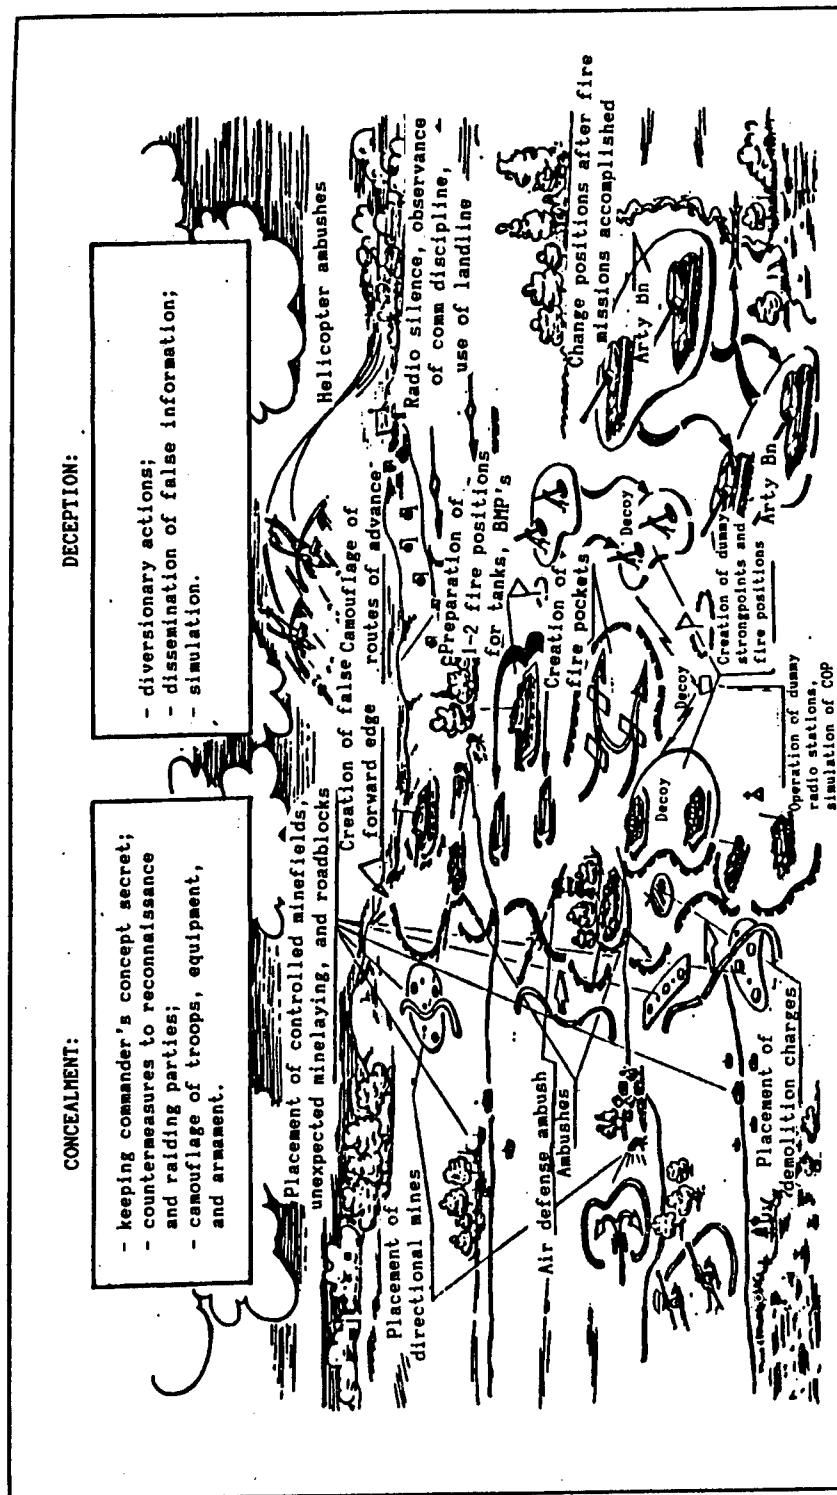 CONCEALMENT:
- keeping commander's concept secret;
- countermeasures to reconnaissance
and raiding parties;
- camouflage of troops, equipment,
and armament.
DECEPTION:
- diversionary actions;
- dissemination of false information;
- simulation.
Placement of controlled minefields,
unexpected minelaying, and roadblocks
Helicopter ambushes
Creation of false
forward edge
Camouflage of
routes of advance
Radio silence, observance
of comm discipline,
use of landline
Placement of
directional mines
Preparation of
1-2 fire positions
for tanks, BMP's
Creation of
fire pockets
Change positions after fire
missions accomplished
Arty Bn
Air defense ambush
Ambushes
Decoy
Decoy
Decoy
Creation of dummy
strongpoints and
fire positions
Arty Bn
Placement of
demolition charges
Operation of dummy
radio stations,
simulation of COP